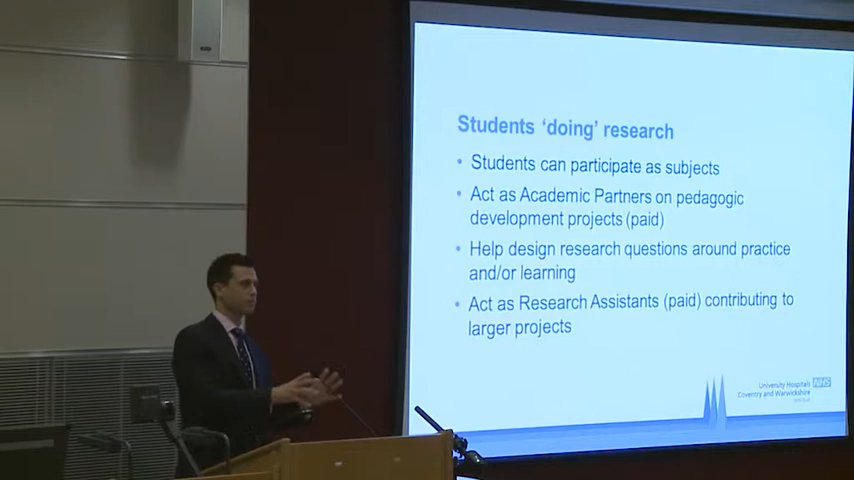 Students ‘doing’ research
• Students can participate as subjects
• Act as Academic Partners on pedagogic
development projects (paid)
• Help design research questions around practice
and/or learning
• Act as Research Assistants (paid) contributing to
larger projects
University Hospitals NHS
Coventry and Warwickshire